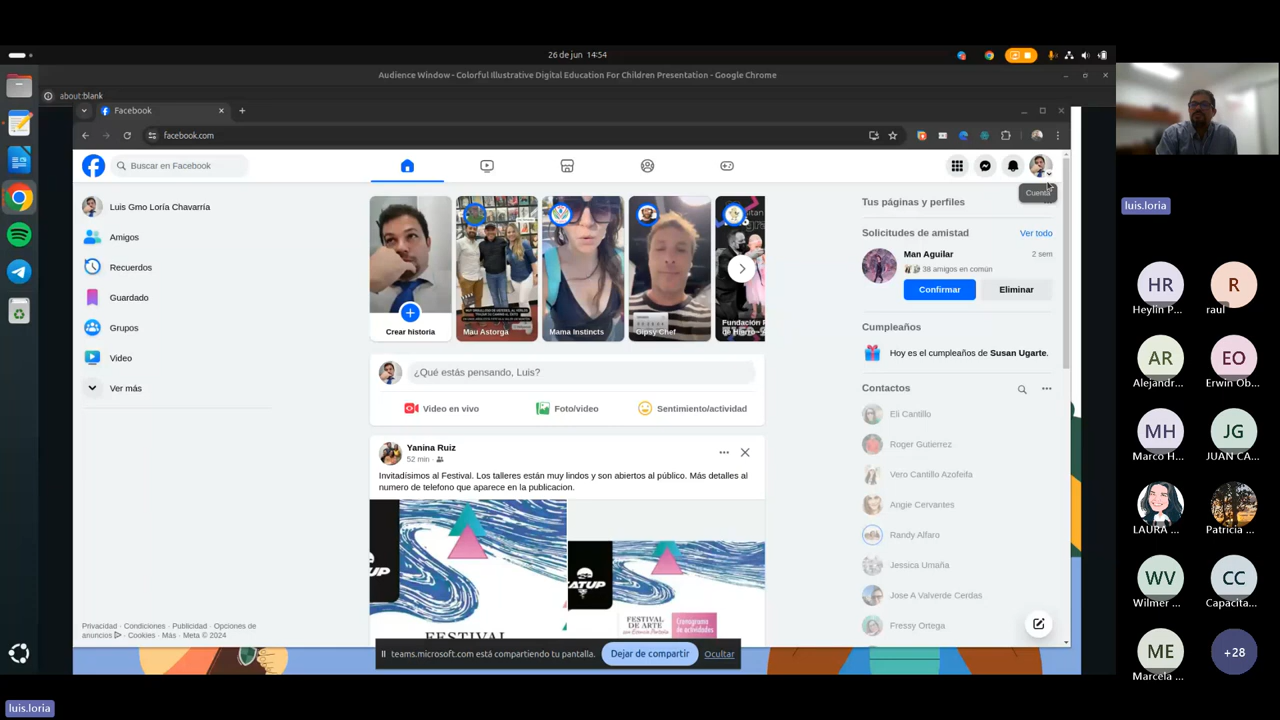 26 de jun 14:54
Audience Window - Colorful Illustrative Digital Education For Children Presentation - Google Chrome
about:blank
Facebook
facebook.com
Buscar en Facebook
Cuenta
Luis Gmo Loría Chavarría
Amigos
Recuerdos
Guardado
Grupos
Video
Ver más
Privacidad · Condiciones · Publicidad · Opciones de
anuncios · Cookies · Más · Meta © 2024
Crear historia
Mau Astorga
Mama Instincts
Gipsy Chef
¿Qué estás pensando, Luis?
Video en vivo
Foto/video
Sentimiento/actividad
Yanina Ruiz
52 min ·
Invitadísimos al Festival. Los talleres están muy lindos y son abiertos al público. Más detalles al
numero de telefono que aparece en la publicacion.
FESTIVAL
ATUP
FESTIVAL
DE ARTE
Cronograma
de actividades
Tus páginas y perfiles
Solicitudes de amistad
Ver todo
Man Aguilar
2 sem
38 amigos en común
Confirmar
Eliminar
Cumpleaños
Hoy es el cumpleaños de Susan Ugarte.
Contactos
Eli Cantillo
Roger Gutierrez
Vero Cantillo Azofeifa
Angie Cervantes
Randy Alfaro
Jessica Umaña
Jose A Valverde Cerdas
Fressy Ortega
teams.microsoft.com está compartiendo tu pantalla.
Dejar de compartir
Ocultar
luis.loria
HR
Heylin P...
R
raul
AR
Alejandr...
EO
Erwin Ob...
MH
Marco H...
JG
JUAN CA...
LAURA ...
Patricia ...
WV
Wilmer ...
CC
Capacita...
ME
Marcela ...
+28
luis.loria